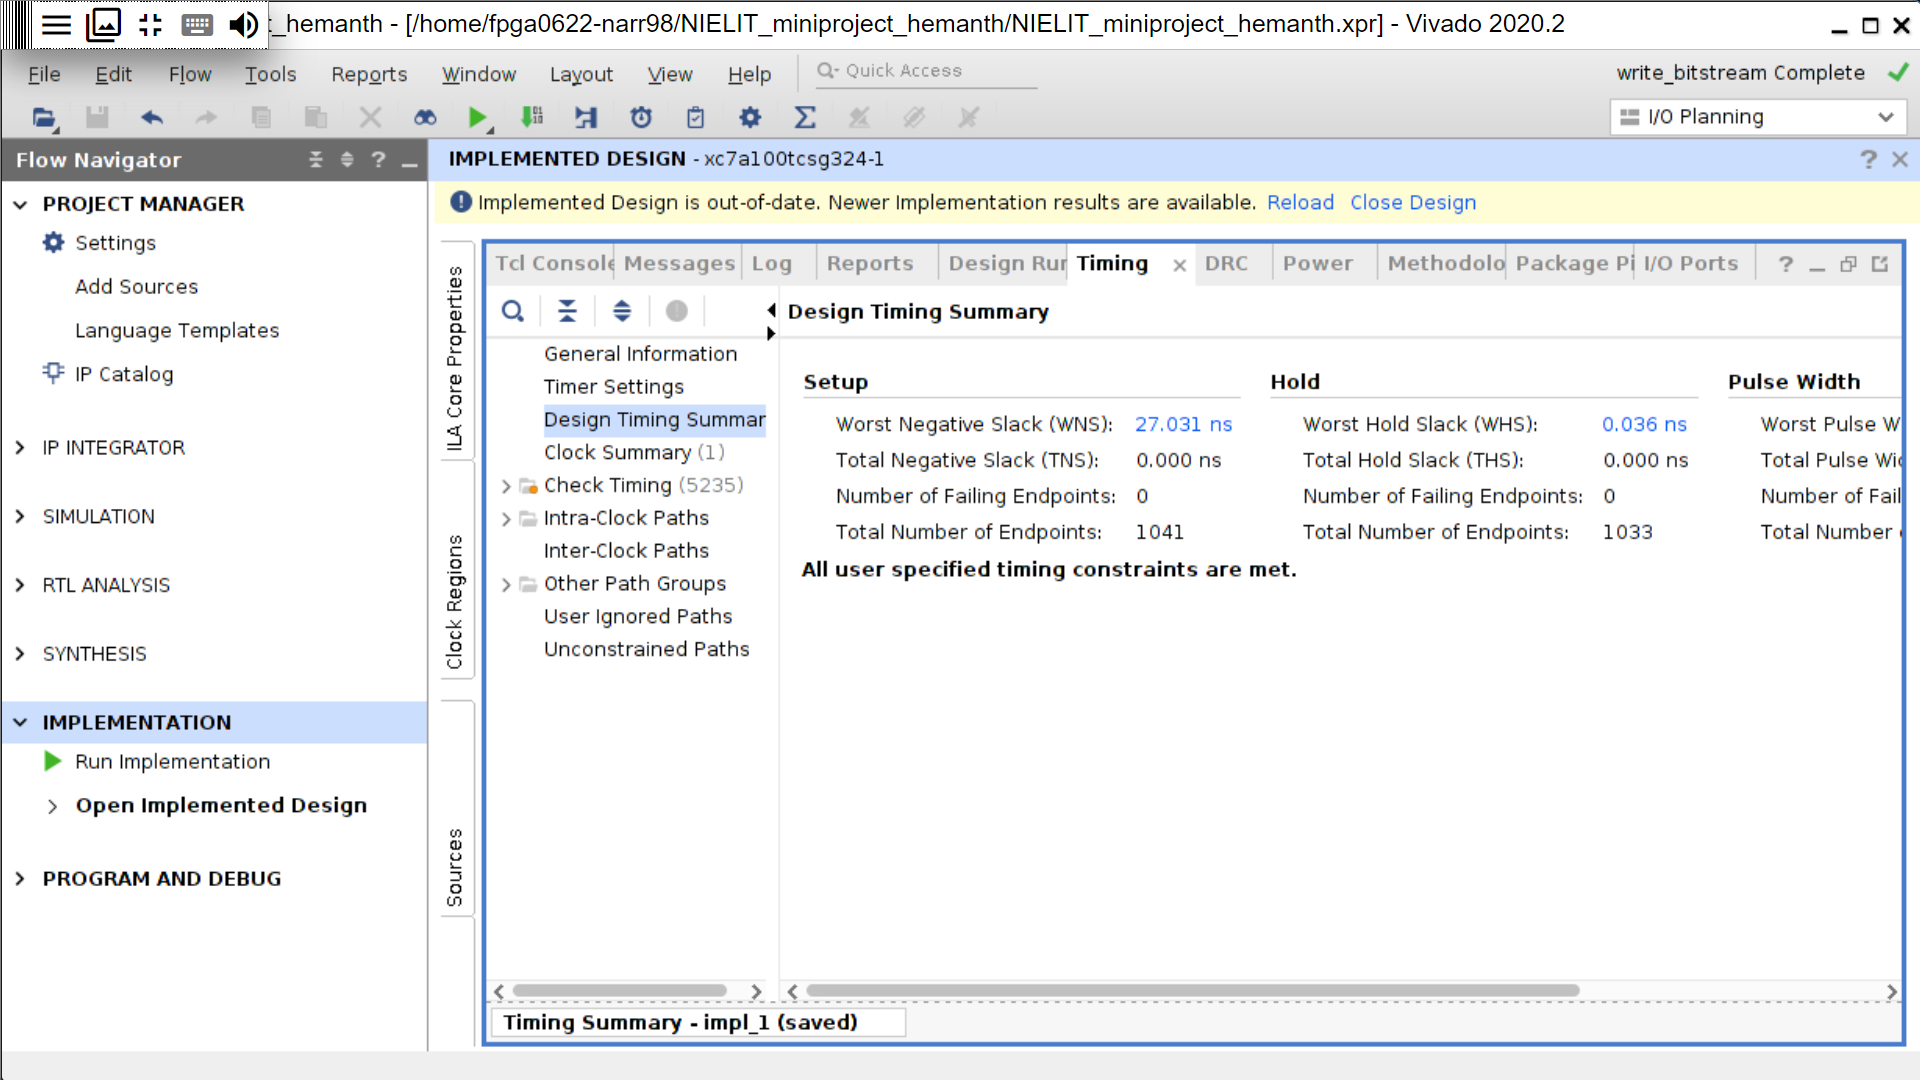 t_hemanth - [/home/fpga0622-narr98/NIELIT_miniproject_hemanth/NIELIT_miniproject_hemanth.xpr] - Vivado 2020.2
File Edit Flow Tools Reports Window Layout View Help Quick Access write_bitstream Complete
I/O Planning
Flow Navigator
IMPLEMENTED DESIGN - xc7a100tcsg324-1
Implemented Design is out-of-date. Newer Implementation results are available. Reload Close Design
PROJECT MANAGER
Settings
Add Sources
Language Templates
IP Catalog
IP INTEGRATOR
SIMULATION
RTL ANALYSIS
SYNTHESIS
IMPLEMENTATION
Run Implementation
Open Implemented Design
PROGRAM AND DEBUG
ILA Core Properties
Clock Regions
Sources
Tcl Console Messages Log Reports Design Run Timing DRC Power Methodolo Package Pi I/O Ports
General Information
Timer Settings
Design Timing Summar
Clock Summary (1)
Check Timing (5235)
Intra-Clock Paths
Inter-Clock Paths
Other Path Groups
User Ignored Paths
Unconstrained Paths
Design Timing Summary
Setup Hold Pulse Width
Worst Negative Slack (WNS): 27.031 ns Worst Hold Slack (WHS): 0.036 ns Worst Pulse W
Total Negative Slack (TNS): 0.000 ns Total Hold Slack (THS): 0.000 ns Total Pulse Wi
Number of Failing Endpoints: 0 Number of Failing Endpoints: 0 Number of Fail
Total Number of Endpoints: 1041 Total Number of Endpoints: 1033 Total Number
All user specified timing constraints are met.
Timing Summary - impl_1 (saved)